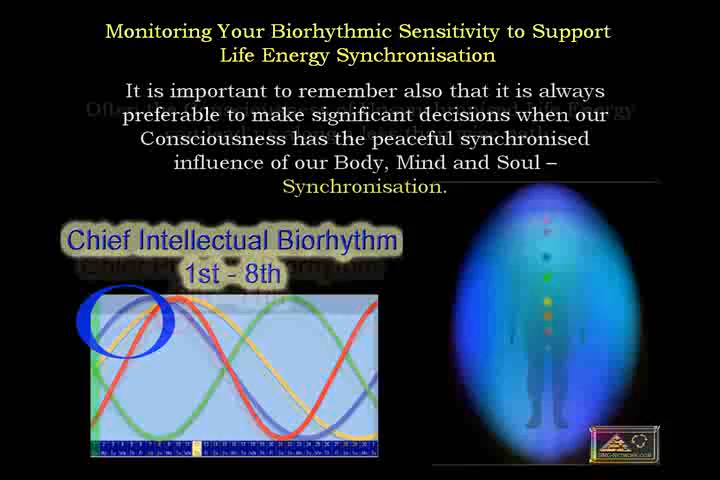 Monitoring Your Biorhythmic Sensitivity to Support
Life Energy Synchronisation
It is important to remember also that it is always
preferable to make significant decisions when our
Consciousness has the peaceful synchronised
influence of our Body, Mind and Soul –
Synchronisation.
Chief Intellectual Biorhythm
1st - 8th